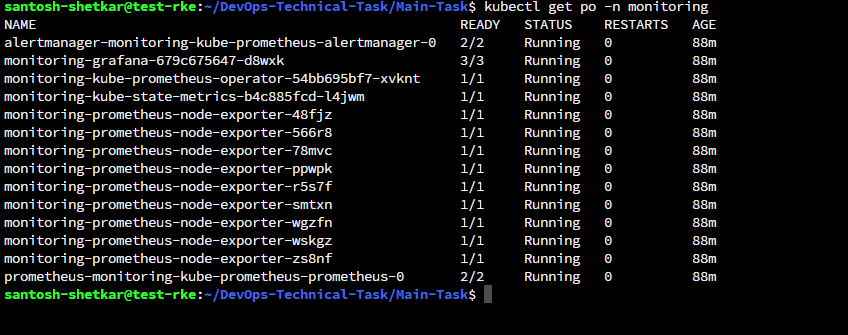 santosh-shetkar@test-rke:~/DevOps-Technical-Task/Main-Task$ kubectl get po -n monitoring
NAME READY STATUS RESTARTS AGE
alertmanager-monitoring-kube-prometheus-alertmanager-0 2/2 Running 0 88m
monitoring-grafana-679c675647-d8wxk 3/3 Running 0 88m
monitoring-kube-prometheus-operator-54bb695bf7-xvknt 1/1 Running 0 88m
monitoring-kube-state-metrics-b4c885fcd-l4jwm 1/1 Running 0 88m
monitoring-prometheus-node-exporter-48fjz 1/1 Running 0 88m
monitoring-prometheus-node-exporter-566r8 1/1 Running 0 88m
monitoring-prometheus-node-exporter-78mvc 1/1 Running 0 88m
monitoring-prometheus-node-exporter-ppwpk 1/1 Running 0 88m
monitoring-prometheus-node-exporter-r5s7f 1/1 Running 0 88m
monitoring-prometheus-node-exporter-smtxn 1/1 Running 0 88m
monitoring-prometheus-node-exporter-wgzfn 1/1 Running 0 88m
monitoring-prometheus-node-exporter-wskgz 1/1 Running 0 88m
monitoring-prometheus-node-exporter-zs8nf 1/1 Running 0 88m
prometheus-monitoring-kube-prometheus-prometheus-0 2/2 Running 0 88m
santosh-shetkar@test-rke:~/DevOps-Technical-Task/Main-Task$